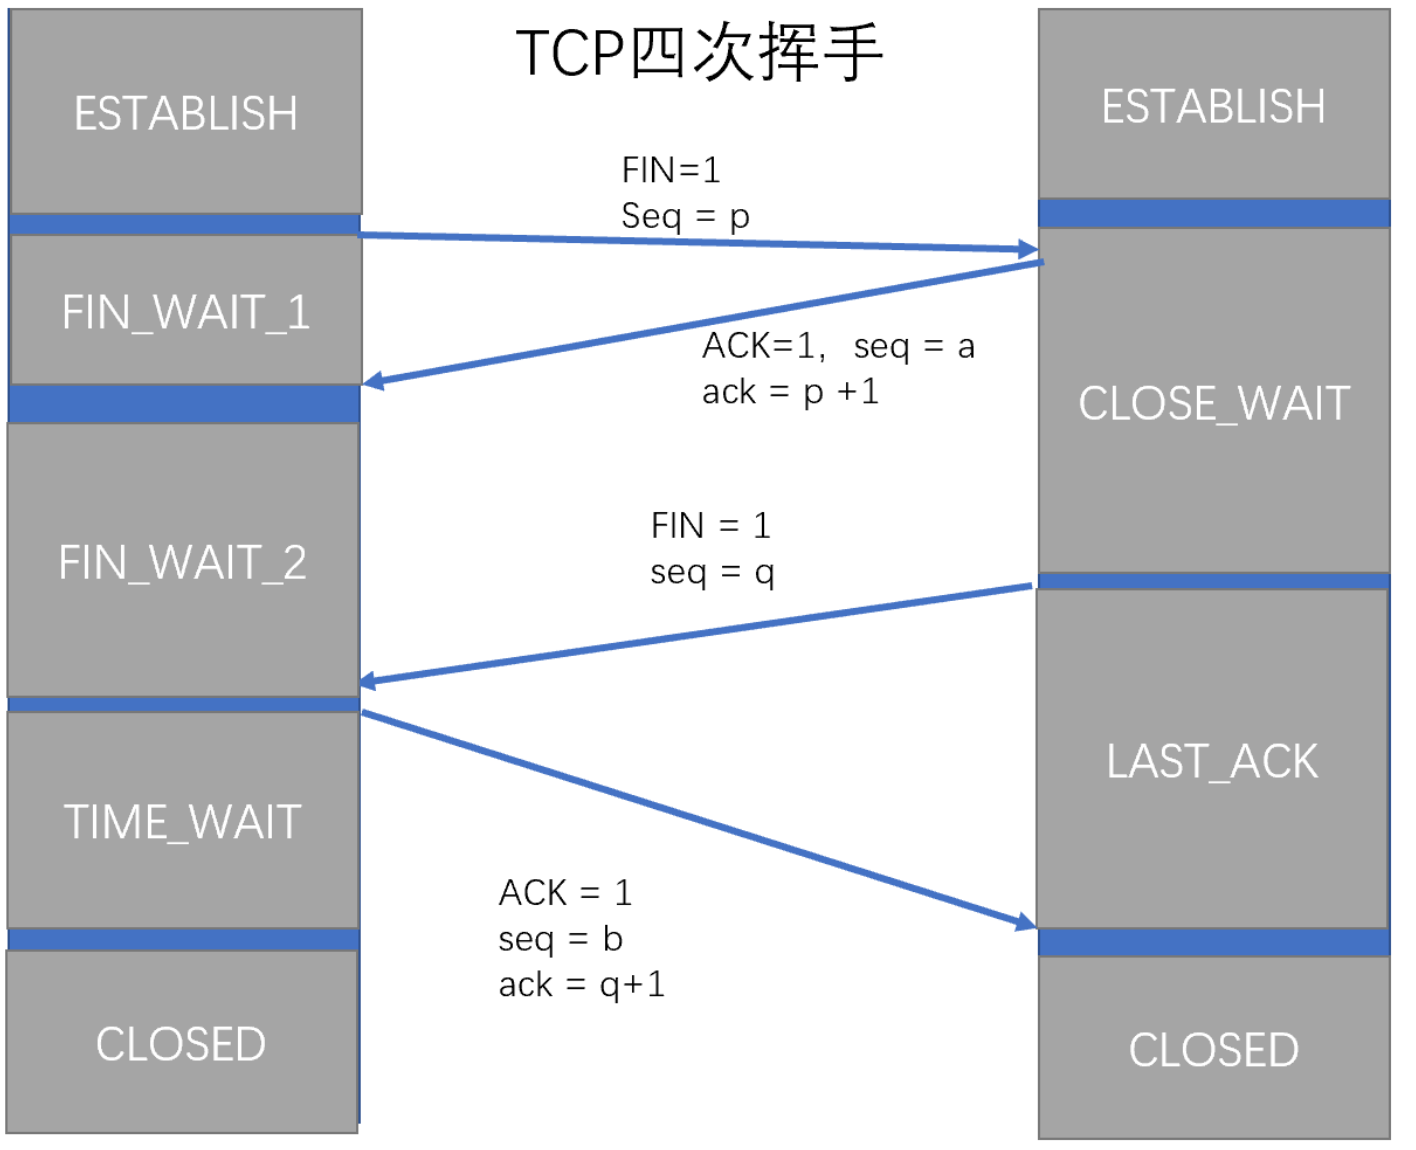 TCP四次挥手
ESTABLISH
ESTABLISH
FIN=1
Seq = p
FIN_WAIT_1
ACK=1,  seq = a
ack = p +1
CLOSE_WAIT
FIN = 1
seq = q
FIN_WAIT_2
LAST_ACK
TIME_WAIT
ACK = 1
seq = b
ack = q+1
CLOSED
CLOSED